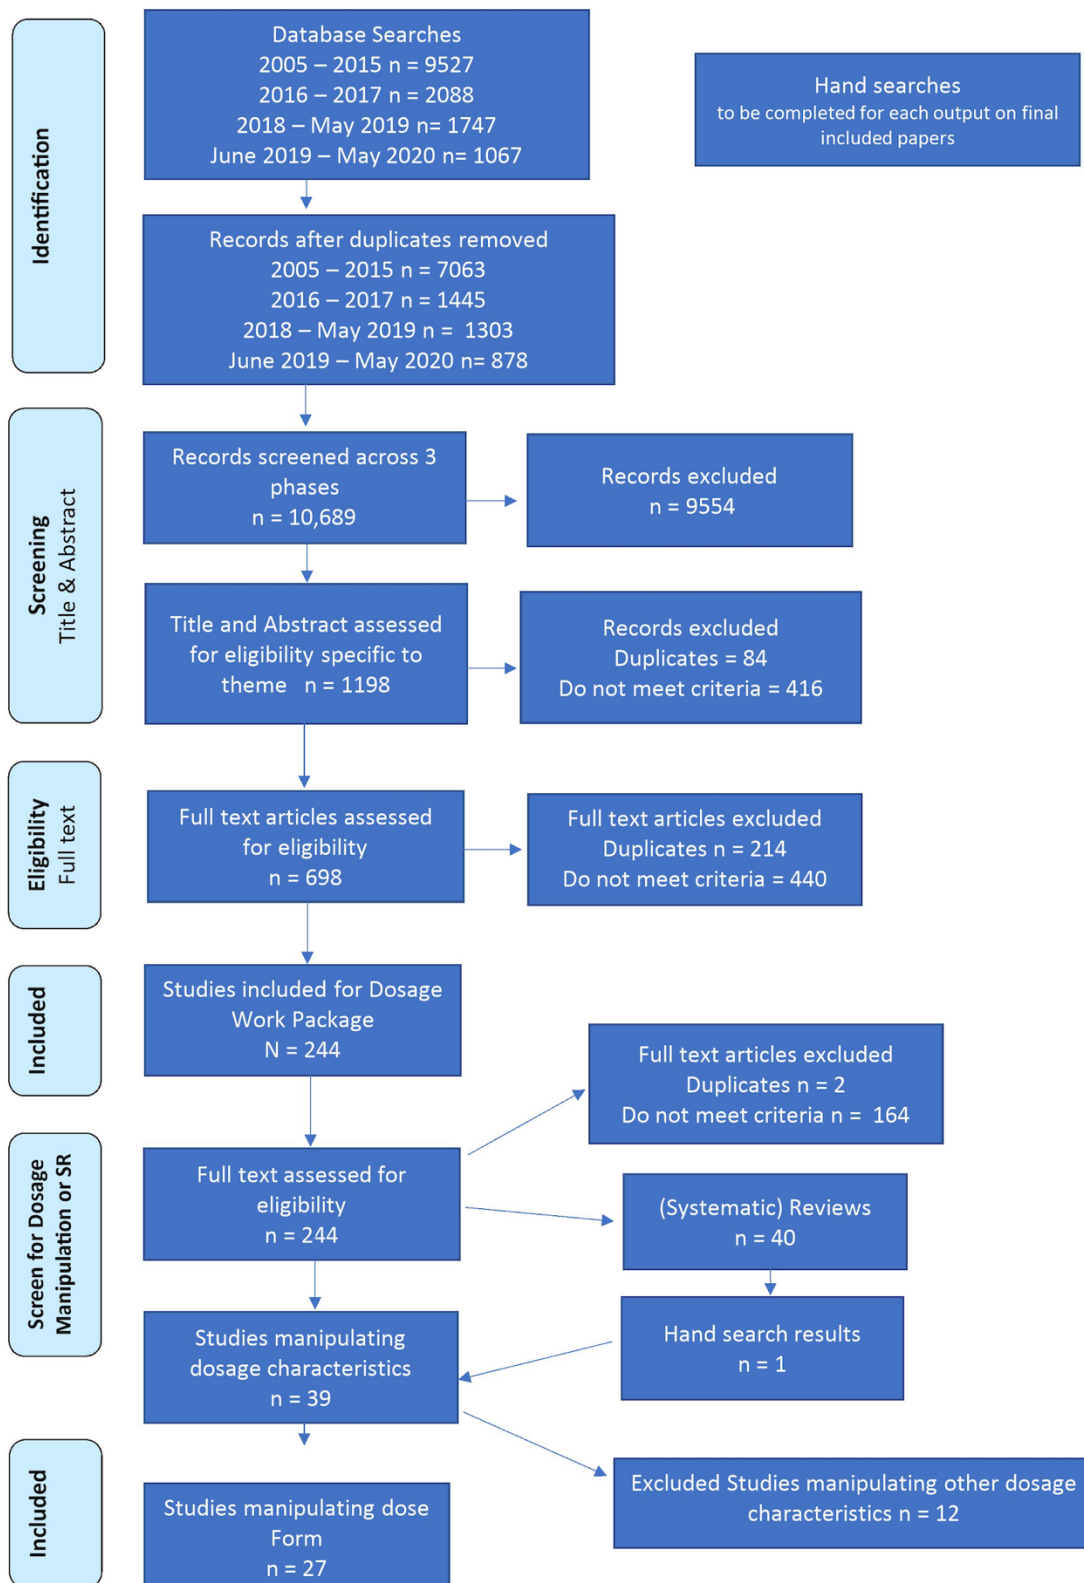 Identification
Database Searches
2005 – 2015 n = 9527
2016 – 2017 n = 2088
2018 – May 2019 n= 1747
June 2019 – May 2020 n= 1067
Hand searches
to be completed for each output on final
included papers
Records after duplicates removed
2005 – 2015 n = 7063
2016 – 2017 n = 1445
2018 – May 2019 n = 1303
June 2019 – May 2020 n= 878
Screening
Title & Abstract
Records screened across 3
phases
n = 10,689
Records excluded
n = 9554
Title and Abstract assessed
for eligibility specific to
theme n = 1198
Records excluded
Duplicates = 84
Do not meet criteria = 416
Eligibility
Full text
Full text articles assessed
for eligibility
n = 698
Full text articles excluded
Duplicates n = 214
Do not meet criteria = 440
Included
Studies included for Dosage
Work Package
N = 244
Full text articles excluded
Duplicates n = 2
Do not meet criteria n = 164
Screen for Dosage
Manipulation or SR
Full text assessed for
eligibility
n = 244
(Systematic) Reviews
n = 40
Studies manipulating
dosage characteristics
n = 39
Hand search results
n = 1
Included
Studies manipulating dose
Form
n = 27
Excluded Studies manipulating other dosage
characteristics n = 12